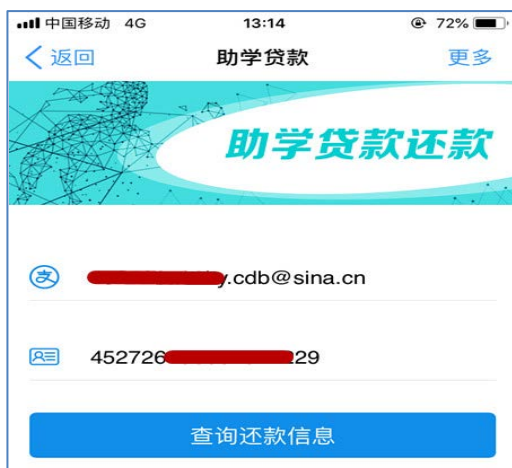 中国移动 4G 13:14 72%
返回 助学贷款 更多
助学贷款还款
.cdb@sina.cn
452726 29
查询还款信息